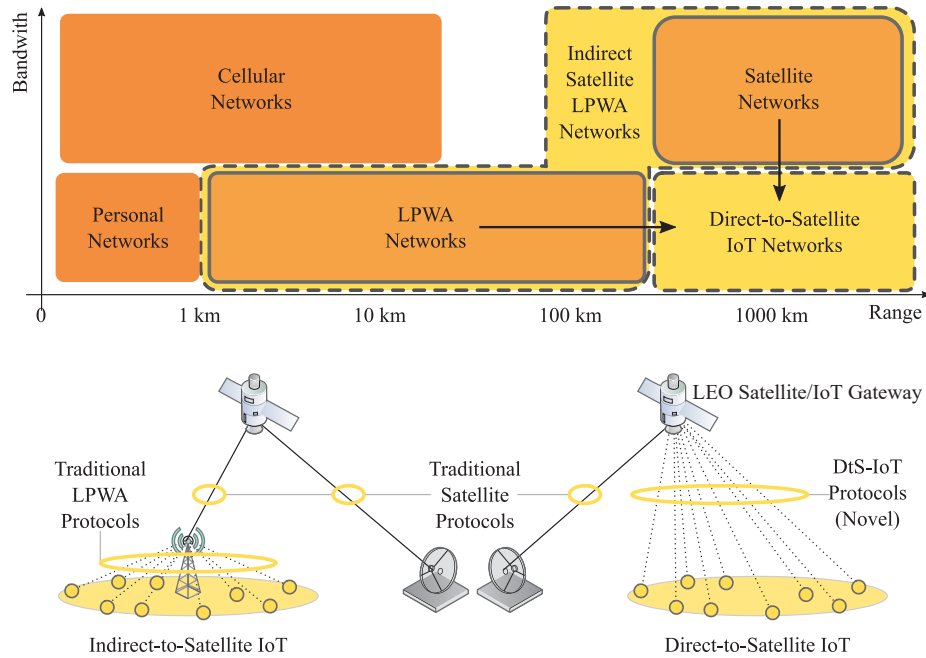 Bandwith
Cellular
Networks
Indirect
Satellite
LPWA
Networks
Satellite
Networks
Personal
Networks
LPWA
Networks
Direct-to-Satellite
IoT Networks
0
1 km
10 km
100 km
1000 km
Range
LEO Satellite/IoT Gateway
Traditional
LPWA
Protocols
Traditional
Satellite
Protocols
DtS-IoT
Protocols
(Novel)
Indirect-to-Satellite IoT
Direct-to-Satellite IoT